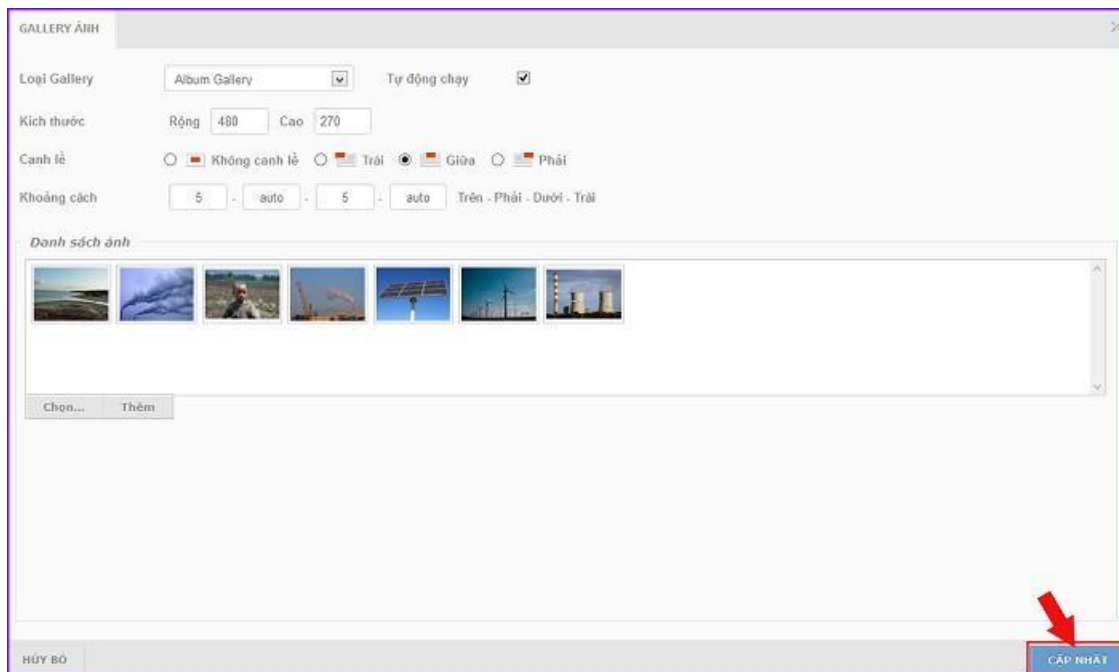 GALLERY ẢNH
Loại Gallery Album Gallery Tự động chạy
Kích thước Rộng 480 Cao 270
Canh lề Không canh lề Trái Giữa Phải
Khoảng cách 5 - auto - 5 - auto Trên - Phải - Dưới - Trái
Danh sách ảnh
Chọn... Thêm
HỦY BỎ CẬP NHẬT